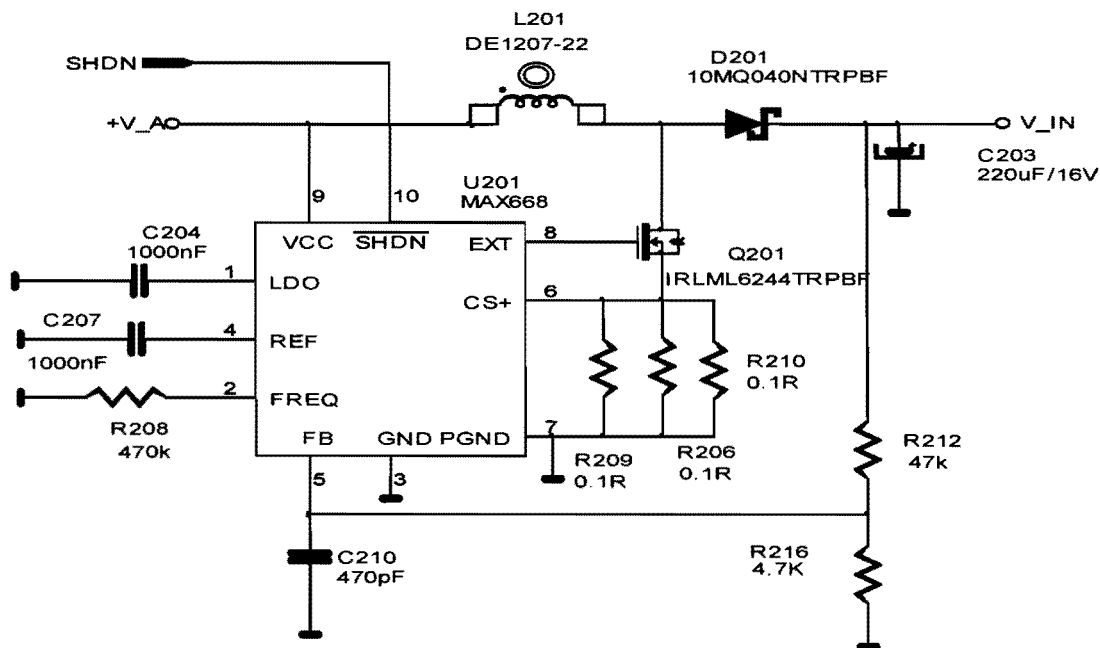 L201
DE1207-22
SHDN
D201
10MQ040NTRPBF
+V_A
V_IN
C203
220uF/16V
9
10
U201
MAX668
C204
1000nF
VCC
SHDN
EXT
8
Q201
IRLML6244TRPBF
1
LDO
CS+
6
C207
1000nF
4
REF
R210
0.1R
2
FREQ
R208
470k
FB
GND PGND
7
R209
0.1R
R206
0.1R
R212
47k
5
3
C210
470pF
R216
4.7K